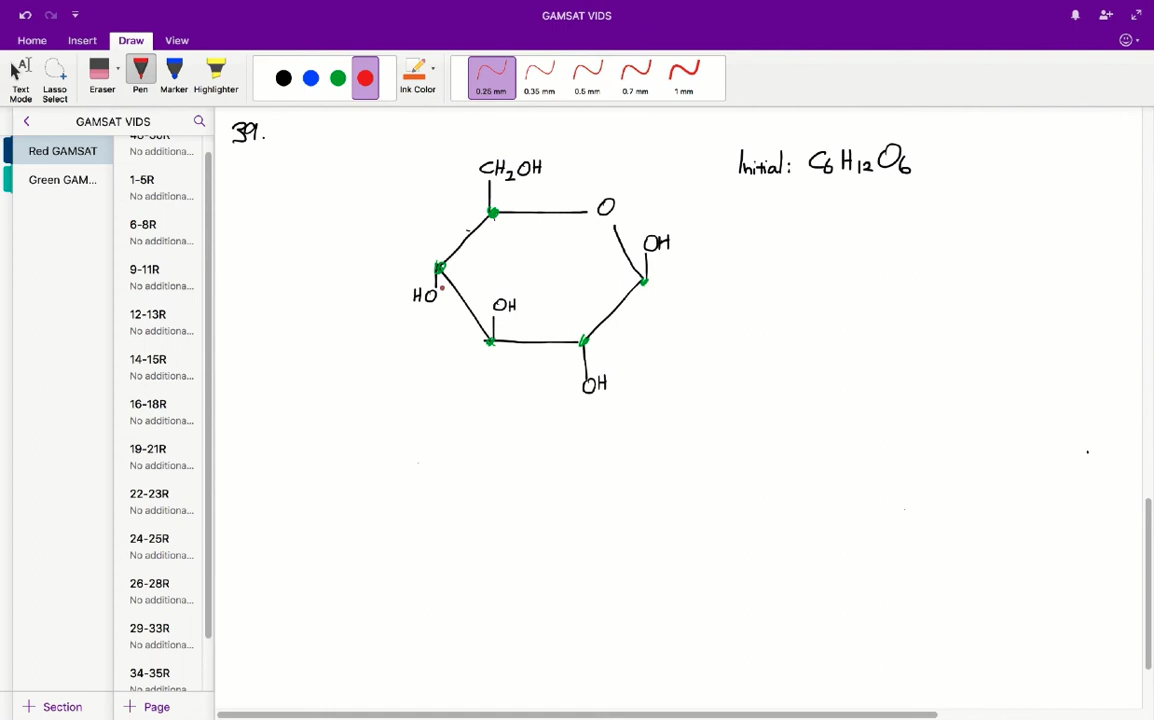 GAMSAT VIDS
Home Insert Draw View
Text Mode
Lasso Select
Eraser
Pen
Marker
Highlighter
Ink Color
0.25 mm
0.35 mm
0.5 mm
0.7 mm
1 mm
GAMSAT VIDS
Red GAMSAT
Green GAM...
No additiona...
1-5R
No additiona...
6-8R
No additiona...
9-11R
No additiona...
12-13R
No additiona...
14-15R
No additiona...
16-18R
No additiona...
19-21R
No additiona...
22-23R
No additiona...
24-25R
No additiona...
26-28R
No additiona...
29-33R
No additiona...
34-35R
No additiona...
+ Section
+ Page
39.
Initial: C6H12O6
CH2OH
O
OH
HO
OH
OH